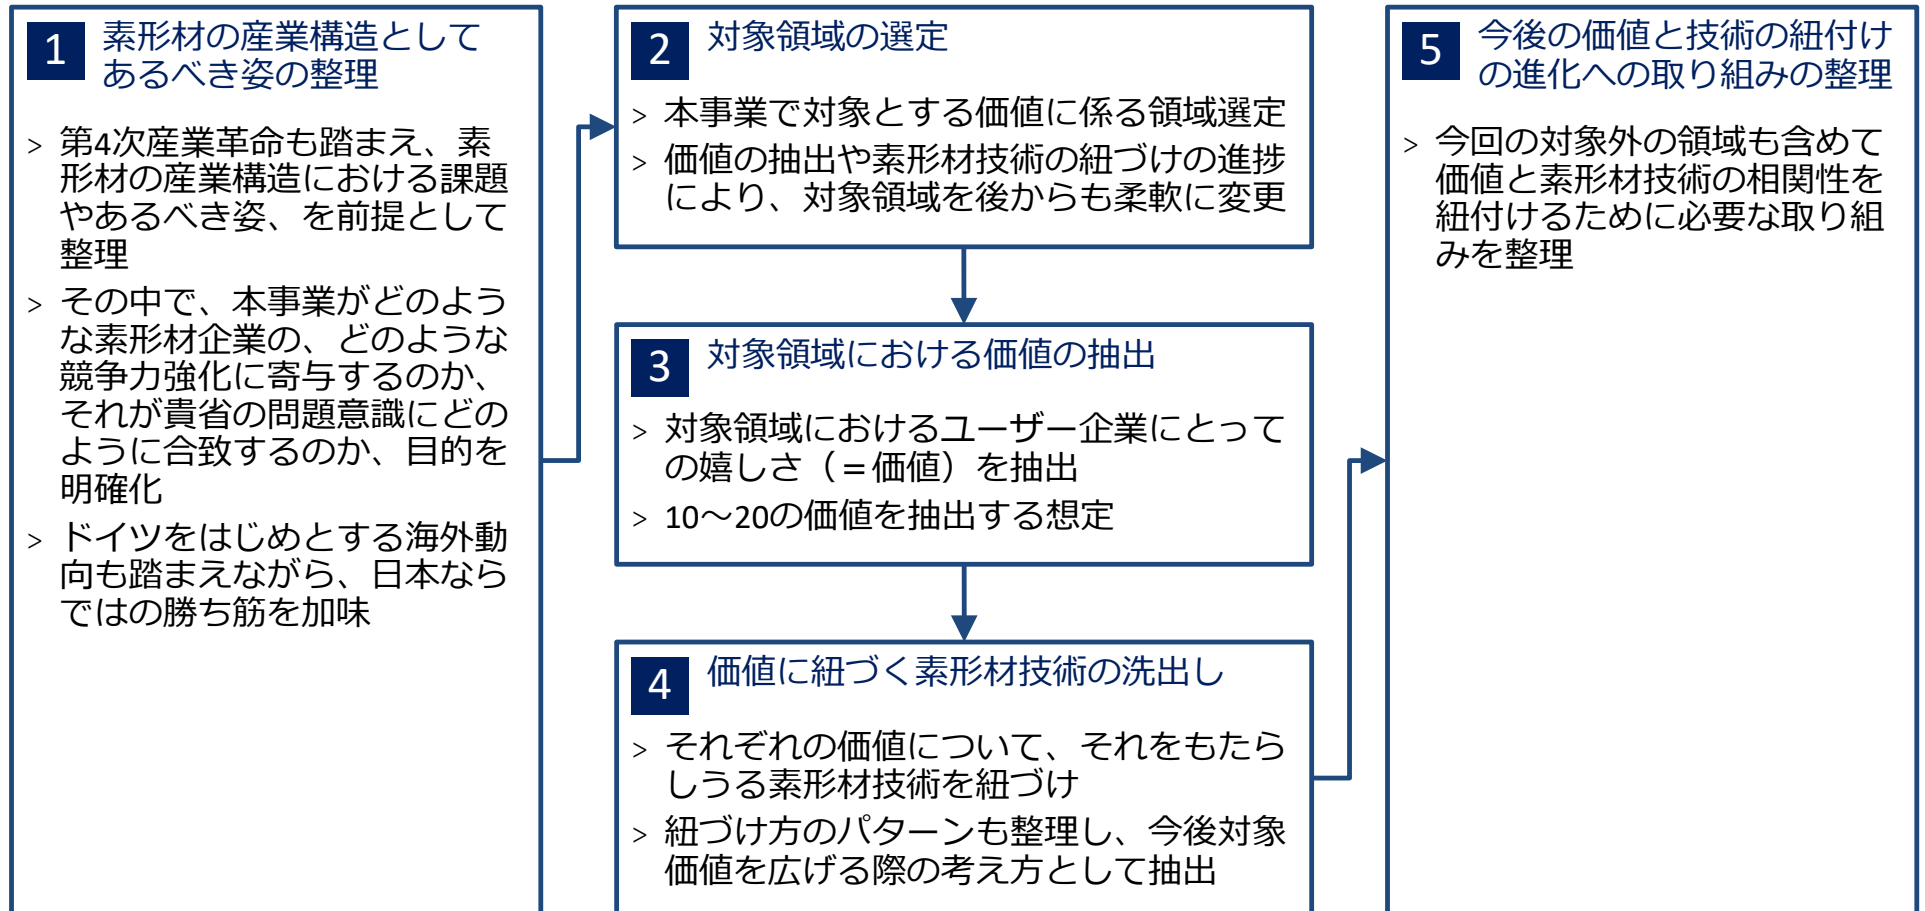 1
素形材の産業構造として
あるべき姿の整理
> 第4次産業革命も踏まえ、素
形材の産業構造における課題
やあるべき姿、を前提として
整理
> その中で、本事業がどのよう
な素形材企業の、どのような
競争力強化に寄与するのか、
それが貴省の問題意識にどの
ように合致するのか、目的を
明確化
> ドイツをはじめとする海外動
向も踏まえながら、日本なら
ではの勝ち筋を加味
2
対象領域の選定
> 本事業で対象とする価値に係る領域選定
> 価値の抽出や素形材技術の紐づけの進捗
により、対象領域を後からも柔軟に変更
3
対象領域における価値の抽出
> 対象領域におけるユーザー企業にとって
の嬉しさ（＝価値）を抽出
> 10～20の価値を抽出する想定
4
価値に紐づく素形材技術の洗出し
> それぞれの価値について、それをもたら
しうる素形材技術を紐づけ
> 紐づけ方のパターンも整理し、今後対象
価値を広げる際の考え方として抽出
5
今後の価値と技術の紐付け
の進化への取り組みの整理
> 今回の対象外の領域も含めて
価値と素形材技術の相関性を
紐付けるために必要な取り組
みを整理